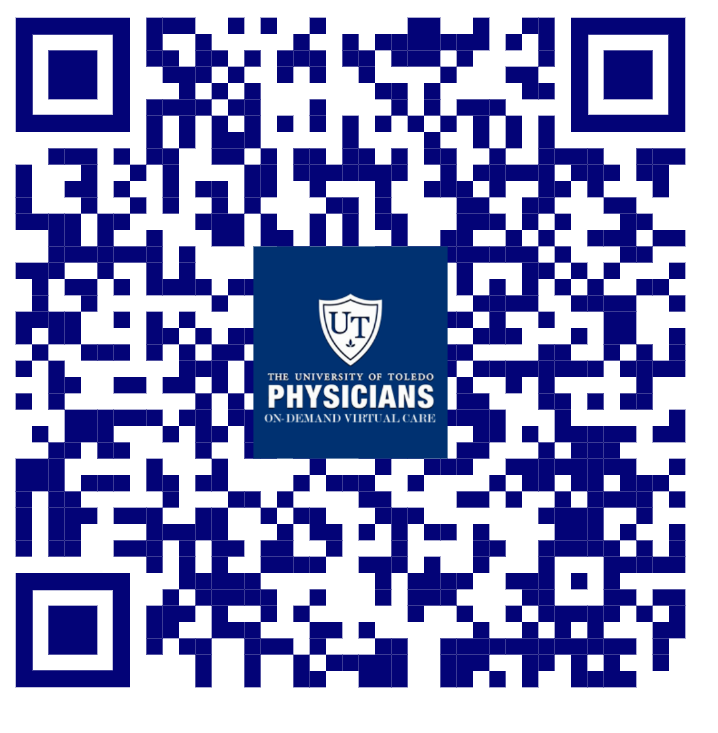 UT
THE UNIVERSITY OF TOLEDO
PHYSICIANS
ON-DEMAND VIRTUAL CARE